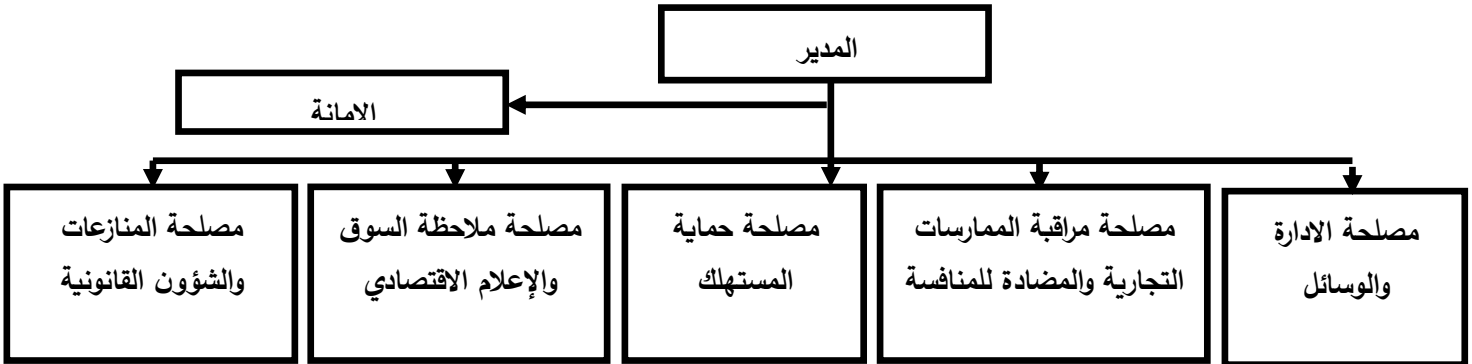 المدير
الامانة
مصلحة الادارة
والوسائل
مصلحة مراقبة الممارسات
التجارية والمضادة للمنافسة
مصلحة حماية
المستهلك
مصلحة ملاحظة السوق
والإعلام الاقتصادي
مصلحة المنازعات
والشؤون القانونية